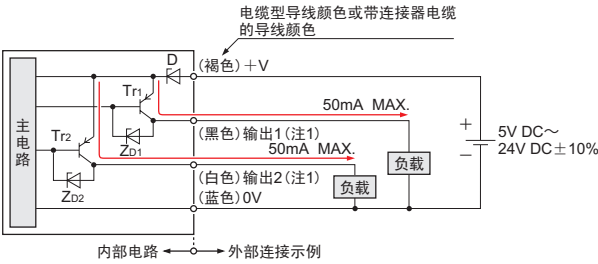 电缆型导线颜色或带连接器电缆
的导线颜色
D
(褐色)＋V
Tr1
50mA MAX.
主电路
Tr2
ZD1
(黑色)输出1(注1)
50mA MAX.
＋
－
5V DC～
24V DC±10%
负载
负载
ZD2
(白色)输出2(注1)
(蓝色)0V
内部电路
外部连接示例